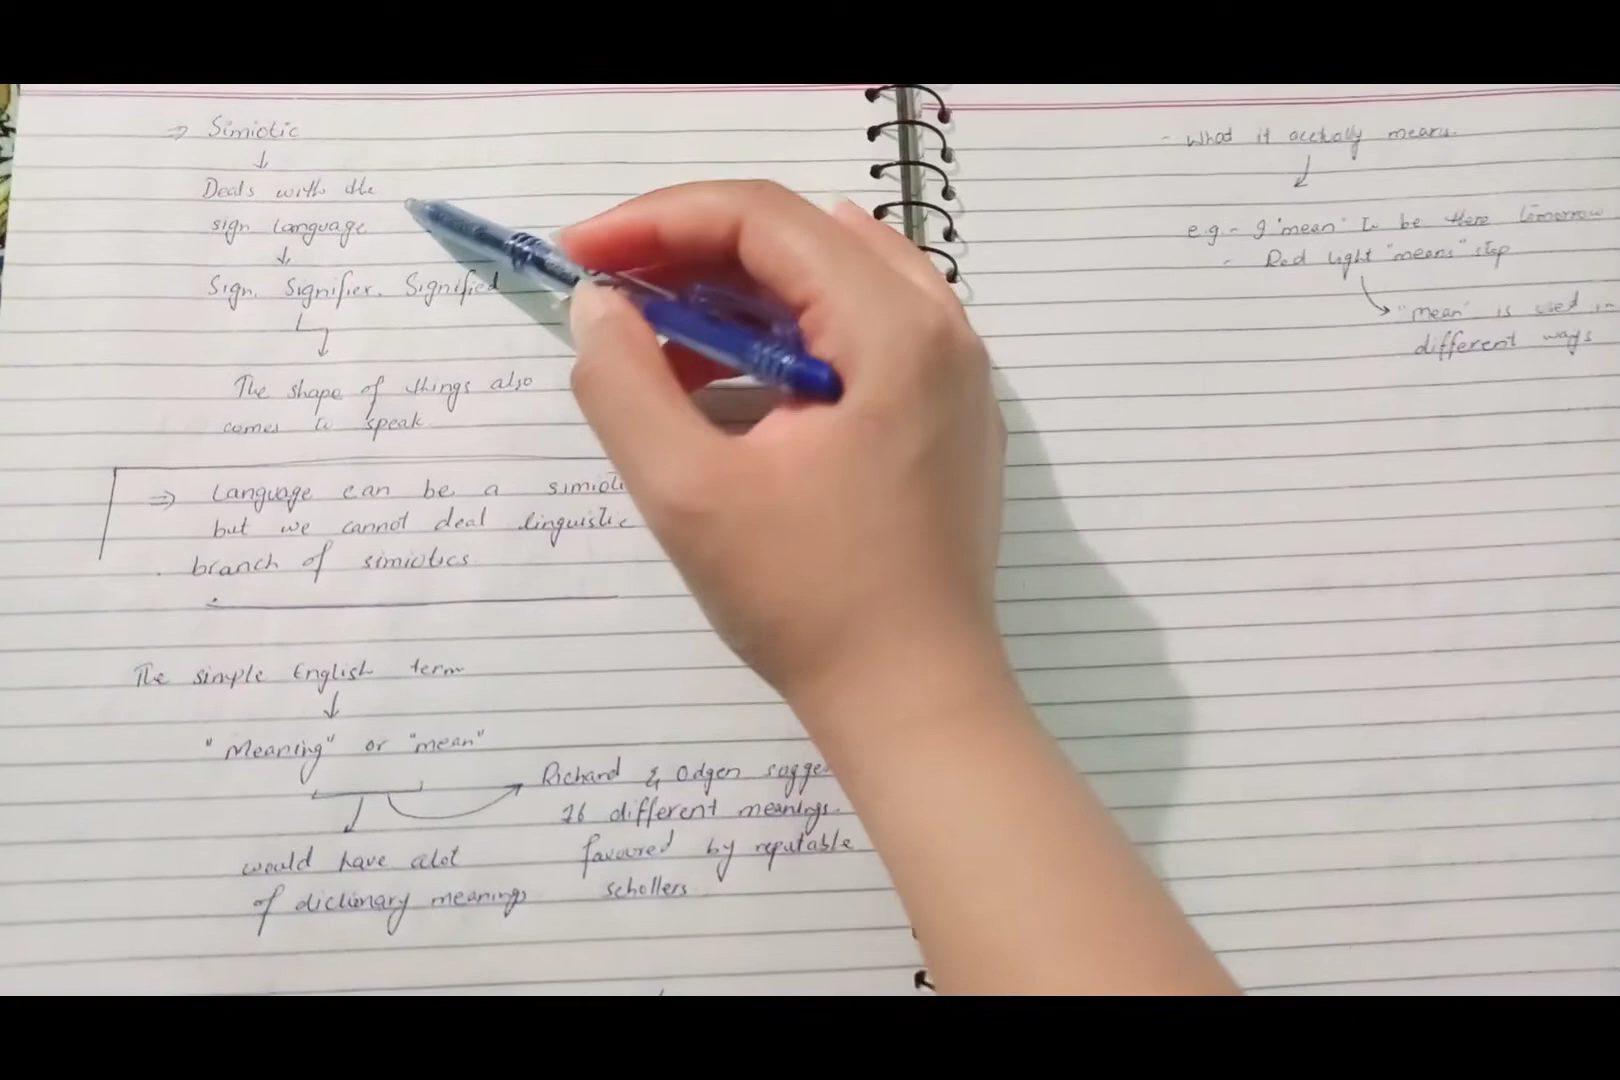 ⇒ Simiotic
↓
Deals with the
sign language
↓
Sign, Signifier, Signified
The shape of things also
comes to speak
⇒ Language can be a
but we cannot deal linguistic
branch of simiotics
The simple English term
↓
"Meaning" or "mean"
Richard & Odgen
16 different meanings.
favoured by reputable
schollers
would have alot
of dictionary meanings
- What it acctually means.
↓
e.g - I "mean" to be there tomorrow
- Red light "means" stop
"mean" is used in
different ways